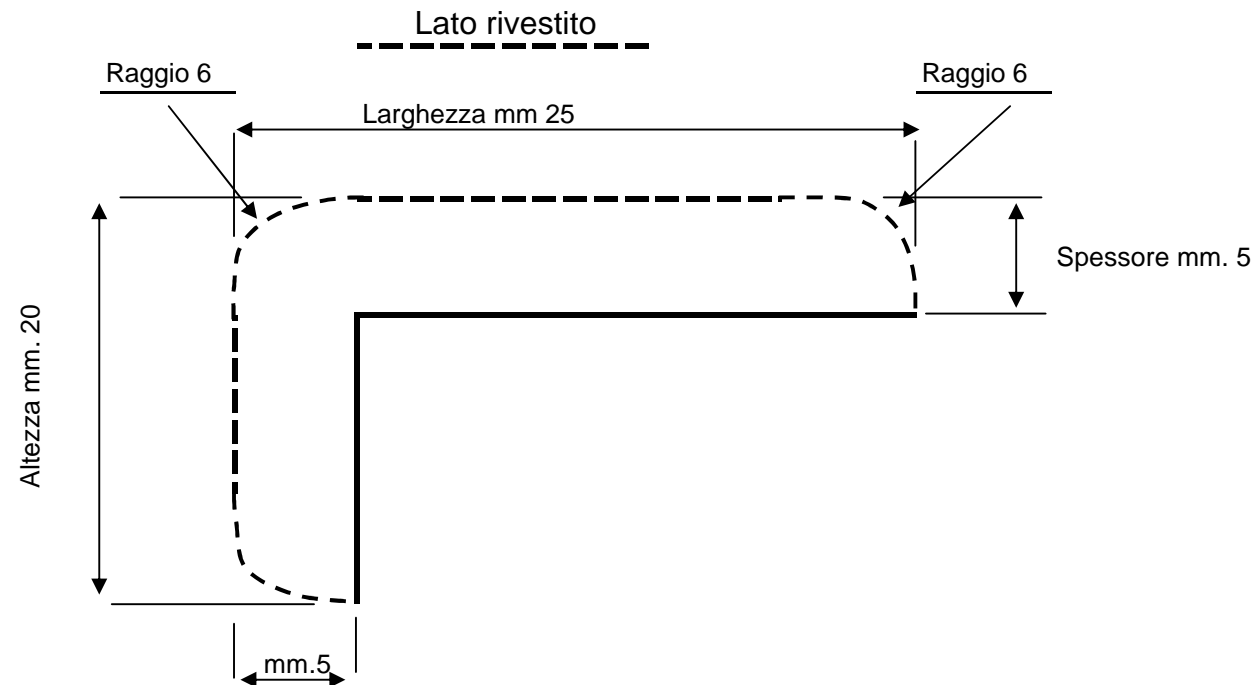 Lato rivestito
Raggio 6
Raggio 6
Larghezza mm 25
Spessore mm. 5
Altezza mm. 20
mm.5